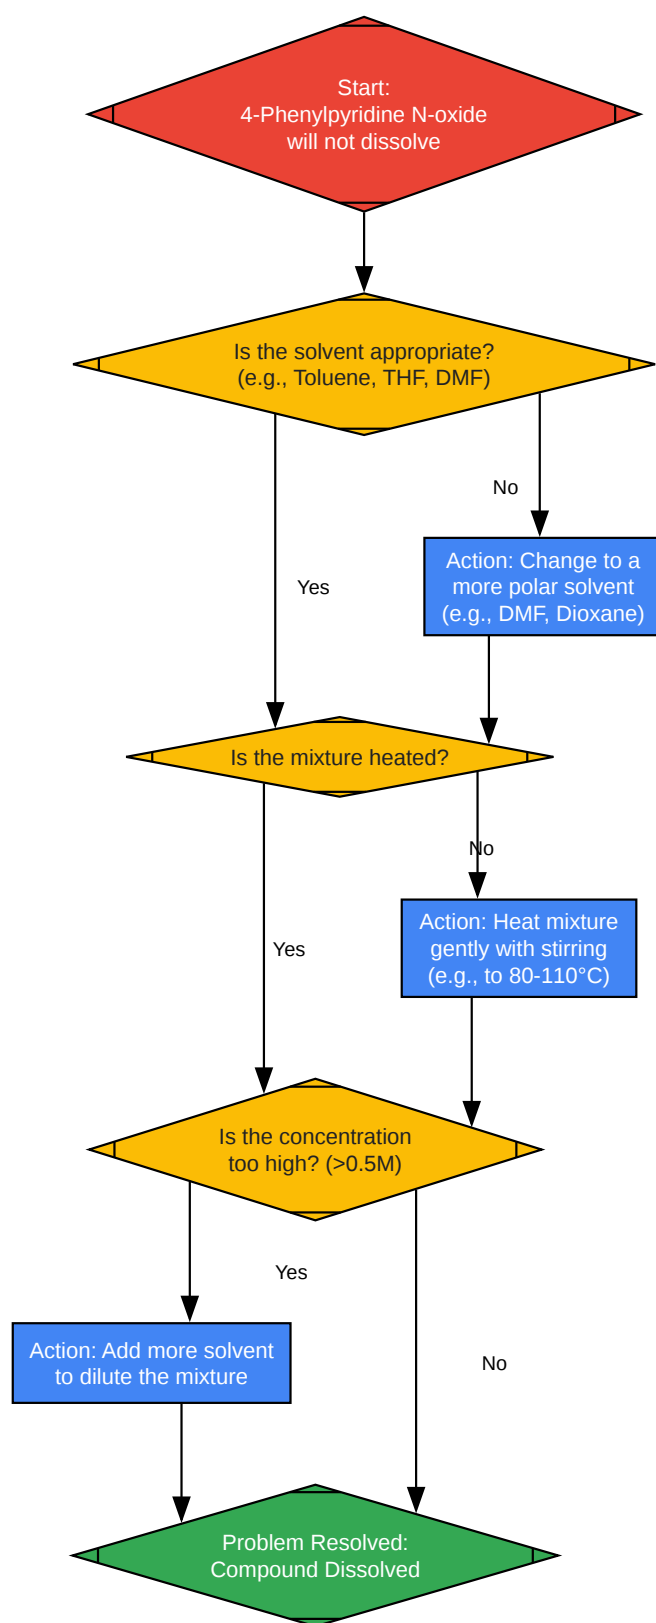 Start:
4-Phenylpyridine N-oxide
will not dissolve
Is the solvent appropriate?
(e.g., Toluene, THF, DMF)
No
Action: Change to a
more polar solvent
(e.g., DMF, Dioxane)
Yes
Is the mixture heated?
No
Action: Heat mixture
gently with stirring
(e.g., to 80-110°C)
Yes
Is the concentration
too high? (>0.5M)
Yes
Action: Add more solvent
to dilute the mixture
No
Problem Resolved:
Compound Dissolved